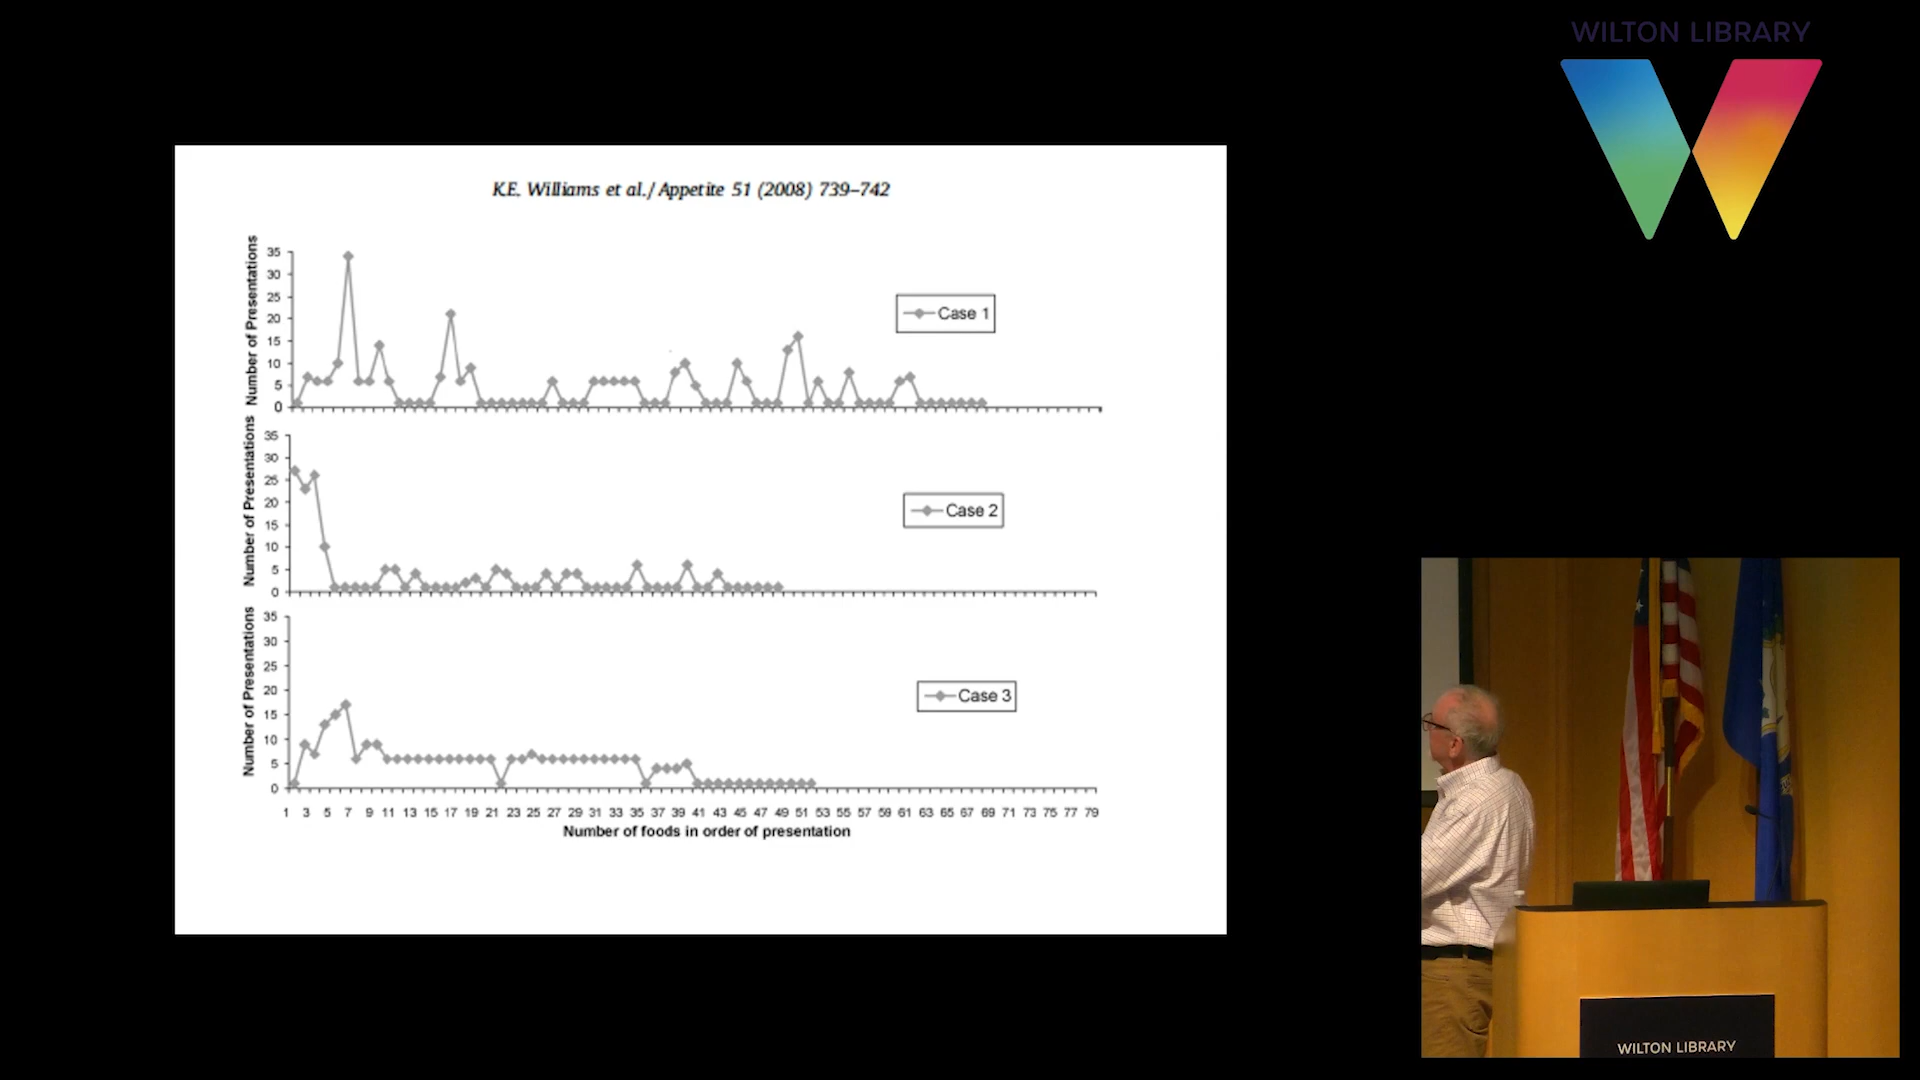 WILTON LIBRARY
K.E. Williams et al. / Appetite 51 (2008) 739–742
Number of Presentations
35
30
25
20
15
10
5
0
Case 1
Number of Presentations
35
30
25
20
15
10
5
0
Case 2
Number of Presentations
35
30
25
20
15
10
5
0
Case 3
1 3 5 7 9 11 13 15 17 19 21 23 25 27 29 31 33 35 37 39 41 43 45 47 49 51 53 55 57 59 61 63 65 67 69 71 73 75 77 79
Number of foods in order of presentation
WILTON LIBRARY